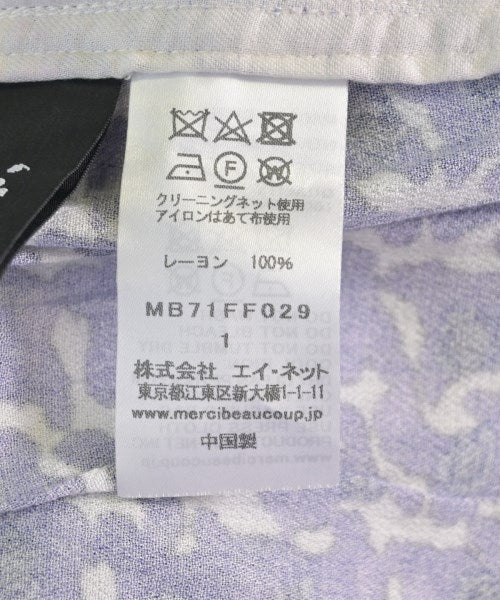 F W
クリーニングネット使用
アイロンはあて布使用
レーヨン 100%
MB71FF029
1
株式会社 エイ・ネット
東京都江東区新大橋1-1-11
www.mercibeaucoup.jp
中国製